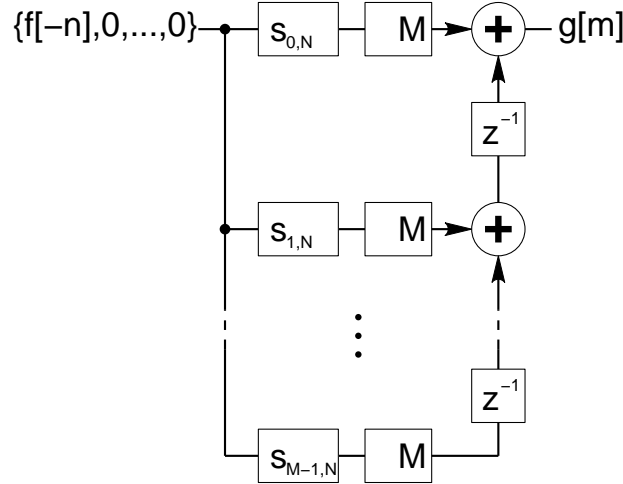 {f[-n],0,...,0} s0,N M + g[m]
z−1
s1,N M +
z−1
sM−1,N M